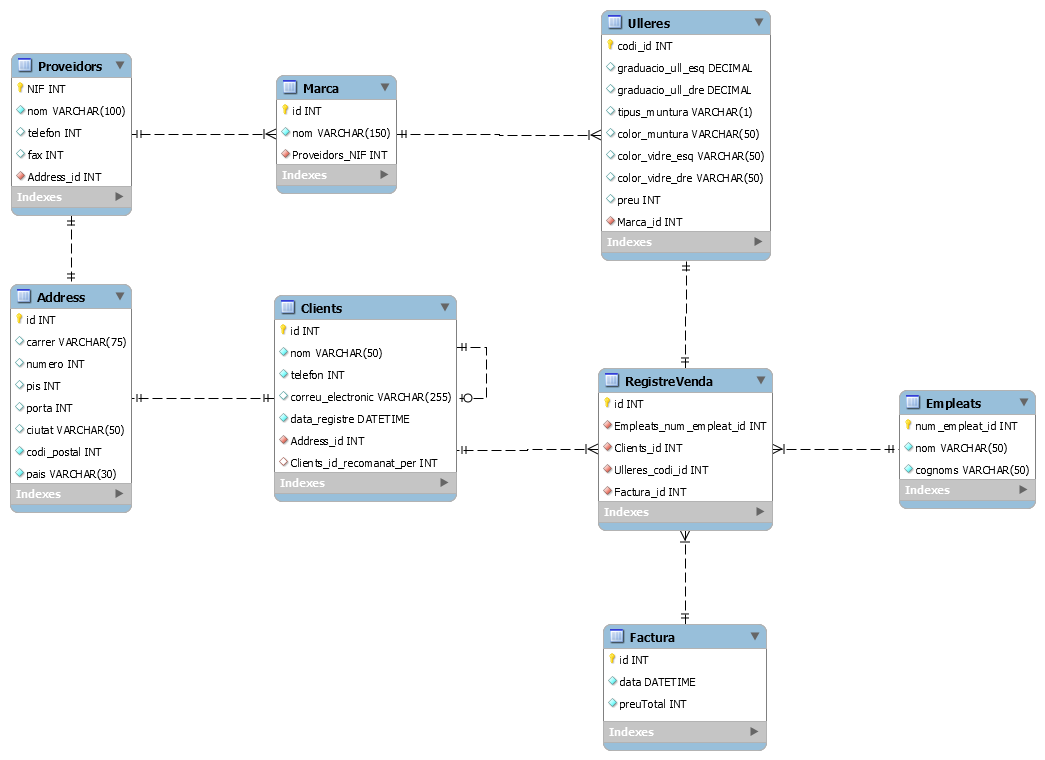 Proveidors
NIF INT
nom VARCHAR(100)
telefon INT
fax INT
Address_id INT
Indexes
Marca
id INT
nom VARCHAR(150)
Proveidors_NIF INT
Indexes
Ulleres
codi_id INT
graduacio_ull_esq DECIMAL
graduacio_ull_dre DECIMAL
tipus_muntura VARCHAR(1)
color_muntura VARCHAR(50)
color_vidre_esq VARCHAR(50)
color_vidre_dre VARCHAR(50)
preu INT
Marca_id INT
Indexes
Address
id INT
carrer VARCHAR(75)
numero INT
pis INT
porta INT
ciutat VARCHAR(50)
codi_postal INT
pais VARCHAR(30)
Indexes
Clients
id INT
nom VARCHAR(50)
telefon INT
correu_electronic VARCHAR(255)
data_registre DATETIME
Address_id INT
Clients_id_recomanat_per INT
Indexes
RegistreVenda
id INT
Empleats_num_empleat_id INT
Clients_id INT
Ulleres_codi_id INT
Factura_id INT
Indexes
Empleats
num_empleat_id INT
nom VARCHAR(50)
cognoms VARCHAR(50)
Indexes
Factura
id INT
data DATETIME
preuTotal INT
Indexes